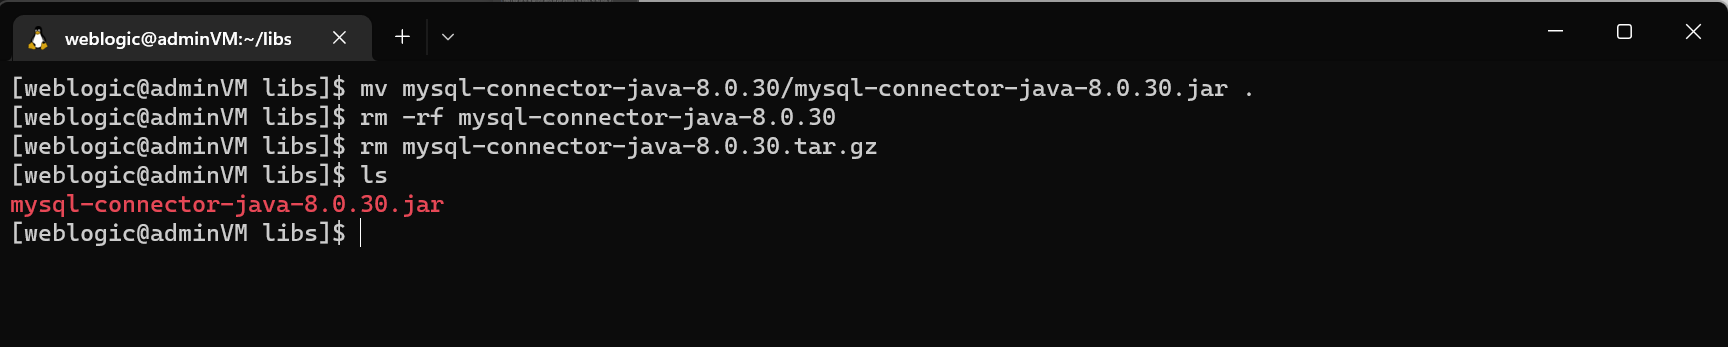 weblogic@adminVM:~/libs
[weblogic@adminVM libs]$ mv mysql-connector-java-8.0.30/mysql-connector-java-8.0.30.jar .
[weblogic@adminVM libs]$ rm -rf mysql-connector-java-8.0.30
[weblogic@adminVM libs]$ rm mysql-connector-java-8.0.30.tar.gz
[weblogic@adminVM libs]$ ls
mysql-connector-java-8.0.30.jar
[weblogic@adminVM libs]$